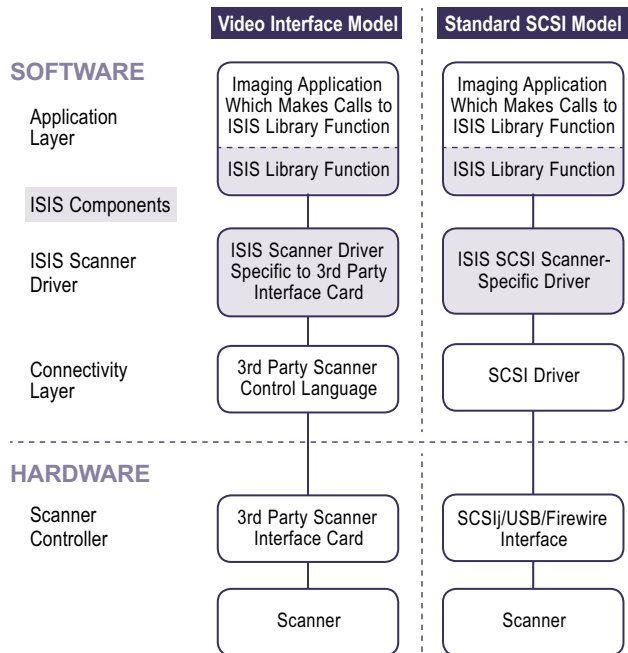 Video Interface Model
Standard SCSI Model
SOFTWARE
Application
Layer
Imaging Application
Which Makes Calls to
ISIS Library Function
ISIS Library Function
Imaging Application
Which Makes Calls to
ISIS Library Function
ISIS Library Function
ISIS Components
ISIS Scanner
Driver
ISIS Scanner Driver
Specific to 3rd Party
Interface Card
ISIS SCSI Scanner-
Specific Driver
Connectivity
Layer
3rd Party Scanner
Control Language
SCSI Driver
HARDWARE
Scanner
Controller
3rd Party Scanner
Interface Card
SCSIj/USB/Firewire
Interface
Scanner
Scanner